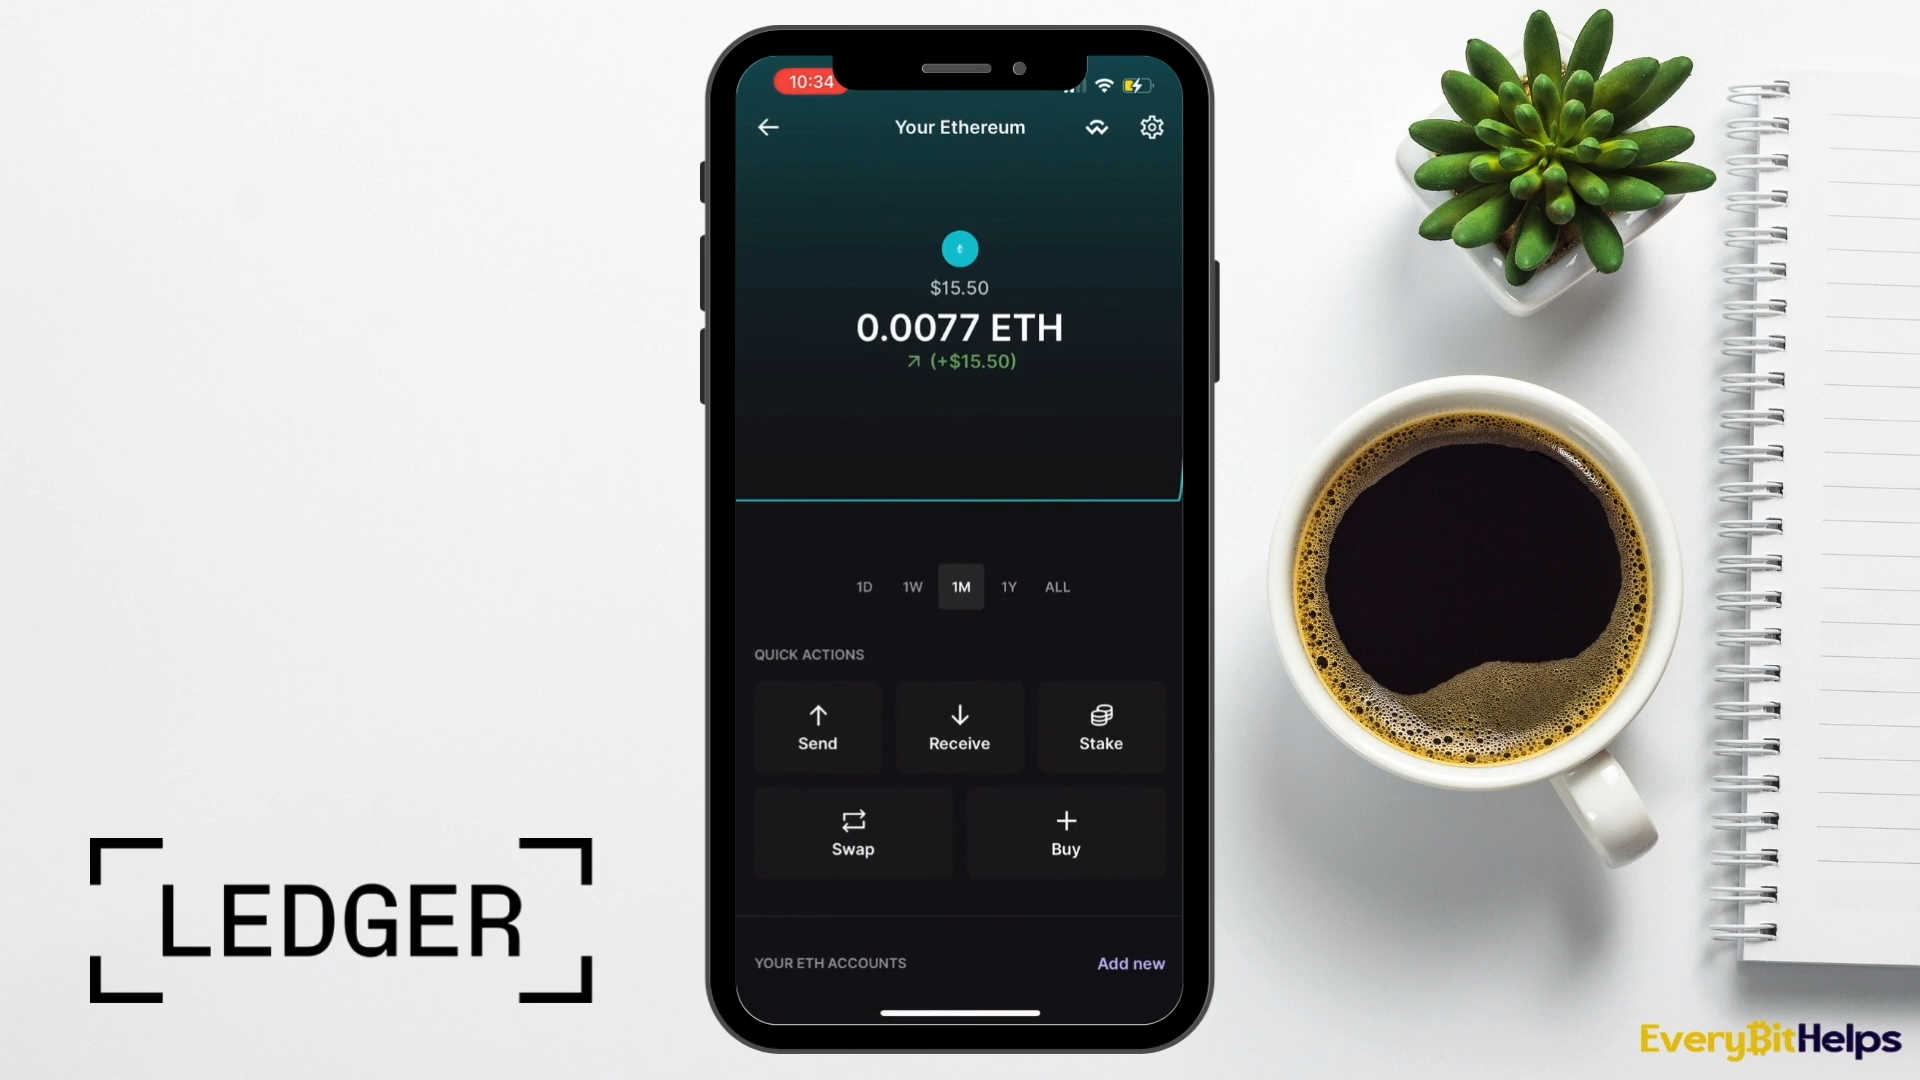 10:34
Your Ethereum
$15.50
0.0077 ETH
(+$15.50)
1D 1W 1M 1Y ALL
QUICK ACTIONS
Send Receive Stake
Swap Buy
YOUR ETH ACCOUNTS Add new
LEDGER
EveryBitHelps